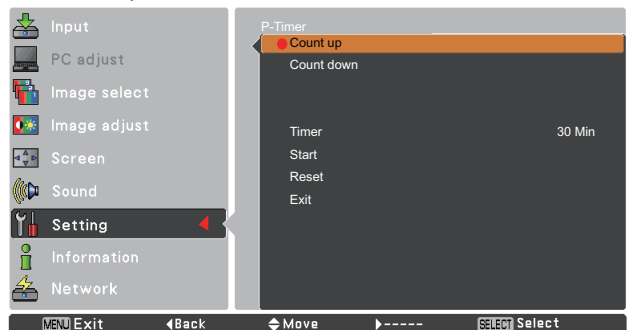 Input
PC adjust
Image select
Image adjust
Screen
Sound
Setting
Information
Network
P-Timer
Count up
Count down
Timer 30 Min
Start
Reset
Exit
MENU Exit Back Move ----- SELECT Select